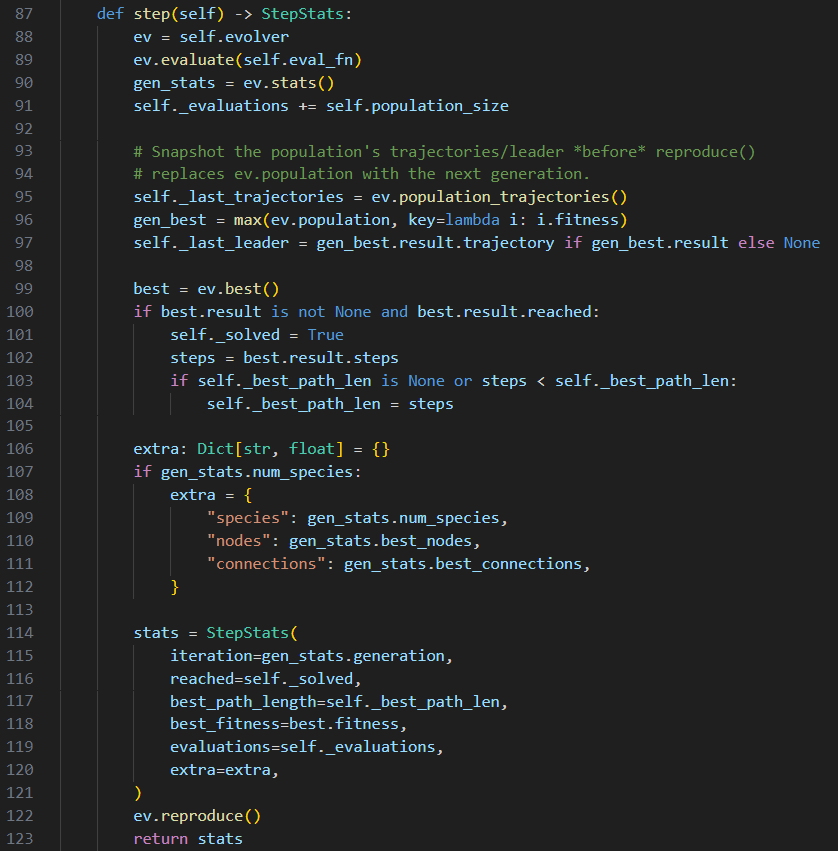 87 def step(self) -> StepStats:
88 ev = self.evolver
89 ev.evaluate(self.eval_fn)
90 gen_stats = ev.stats()
91 self._evaluations += self.population_size
92
93 # Snapshot the population's trajectories/leader *before* reproduce()
94 # replaces ev.population with the next generation.
95 self._last_trajectories = ev.population_trajectories()
96 gen_best = max(ev.population, key=lambda i: i.fitness)
97 self._last_leader = gen_best.result.trajectory if gen_best.result else None
98
99 best = ev.best()
100 if best.result is not None and best.result.reached:
101 self._solved = True
102 steps = best.result.steps
103 if self._best_path_len is None or steps < self._best_path_len:
104 self._best_path_len = steps
105
106 extra: Dict[str, float] = {}
107 if gen_stats.num_species:
108 extra = {
109 "species": gen_stats.num_species,
110 "nodes": gen_stats.best_nodes,
111 "connections": gen_stats.best_connections,
112 }
113
114 stats = StepStats(
115 iteration=gen_stats.generation,
116 reached=self._solved,
117 best_path_length=self._best_path_len,
118 best_fitness=best.fitness,
119 evaluations=self._evaluations,
120 extra=extra,
121 )
122 ev.reproduce()
123 return stats